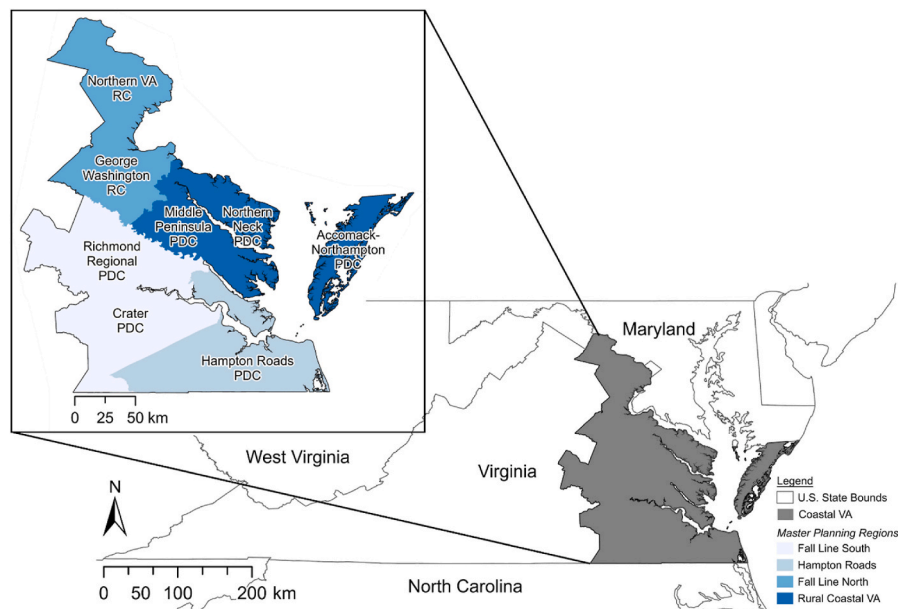 Northern VA
RC
George
Washington
RC
Middle
Peninsula
PDC
Northern
Neck
PDC
Accomack-
Northampton
PDC
Richmond
Regional
PDC
Crater
PDC
Hampton Roads
PDC
0 25 50 km
Maryland
West Virginia
Virginia
North Carolina
N
0 50 100 200 km
Legend
U.S. State Bounds
Coastal VA
Master Planning Regions
Fall Line South
Hampton Roads
Fall Line North
Rural Coastal VA